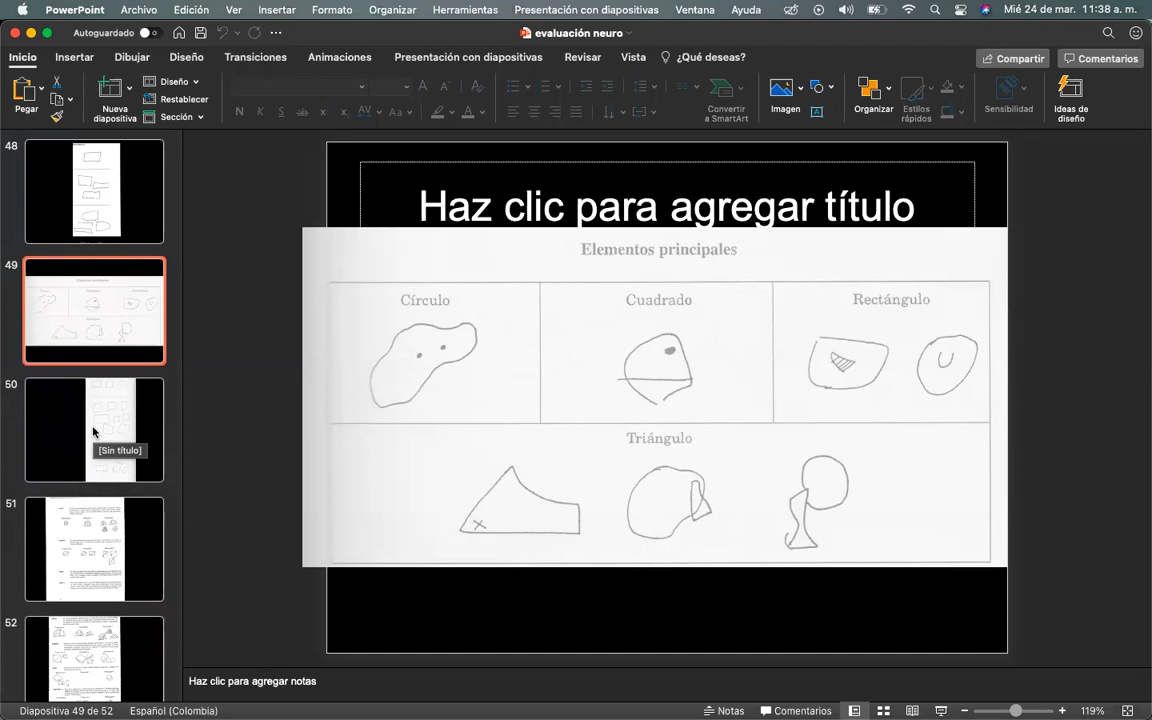 PowerPoint Archivo Edición Ver Insertar Formato Organizar Herramientas Presentación con diapositivas Ventana Ayuda Mié 24 de mar. 11:38 a. m.
Autoguardado evaluación neuro
Inicio Insertar Dibujar Diseño Transiciones Animaciones Presentación con diapositivas Revisar Vista ¿Qué deseas? Compartir Comentarios
Pegar
Nueva diapositiva
Diseño
Restablecer
Sección
N K S ab x x AV Aa A A A
Convertir a SmartArt
Imagen
Organizar
Estilos rápidos
Sensibilidad
Ideas de diseño
48
49
50
[Sin título]
51
52
Haz clic para agregar título
Elementos principales
Círculo Cuadrado Rectángulo
Triángulo
Haz clic para agregar notas
Diapositiva 49 de 52 Español (Colombia) Notas Comentarios 119%